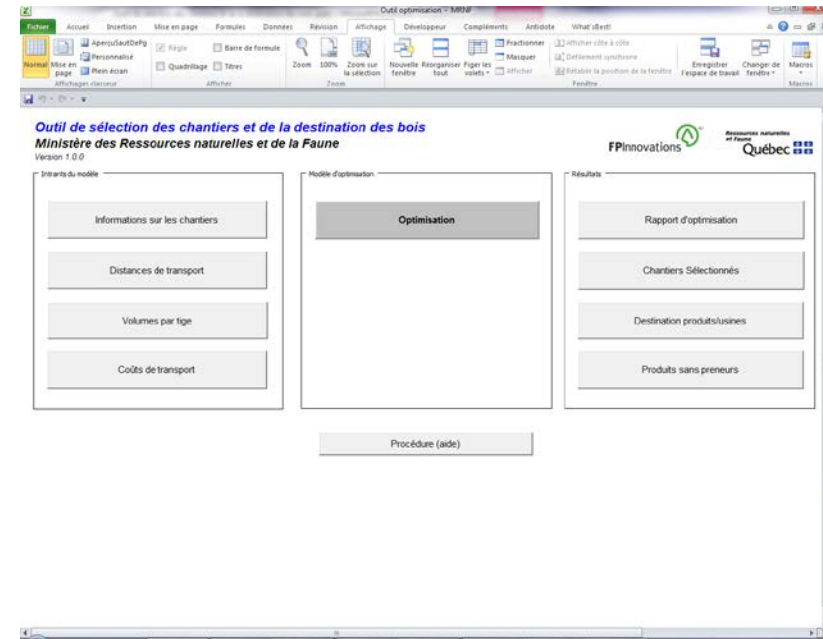 Outil optimisation - MRNF
Fichier Accueil Insertion Mise en page Formules Données Révision Affichage Développeur Compléments Antidote What'sBest!
Normal Mise en page AperçuSautDePg Personnalisé Plein écran
Affichages classeur
Règle Barre de formule
Quadrillage Titres
Afficher
Zoom 100% Zoom sur la sélection
Zoom
Nouvelle fenêtre Réorganiser tout Figer les volets Fractionner Masquer Afficher
Afficher côte à côte
Défilement synchrone
Rétablir la position de la fenêtre
Enregistrer l'espace de travail Changer de fenêtre
Fenêtre
Macros
Macros
Outil de sélection des chantiers et de la destination des bois
Ministère des Ressources naturelles et de la Faune
Version 1.0.0
FPInnovations
Ressources naturelles et Faune
Québec
Intrants du modèle
Informations sur les chantiers
Distances de transport
Volumes par tige
Coûts de transport
Modèle d'optimisation
Optimisation
Résultats
Rapport d'optmisation
Chantiers Sélectionnés
Destination produits/usines
Produits sans preneurs
Procédure (aide)